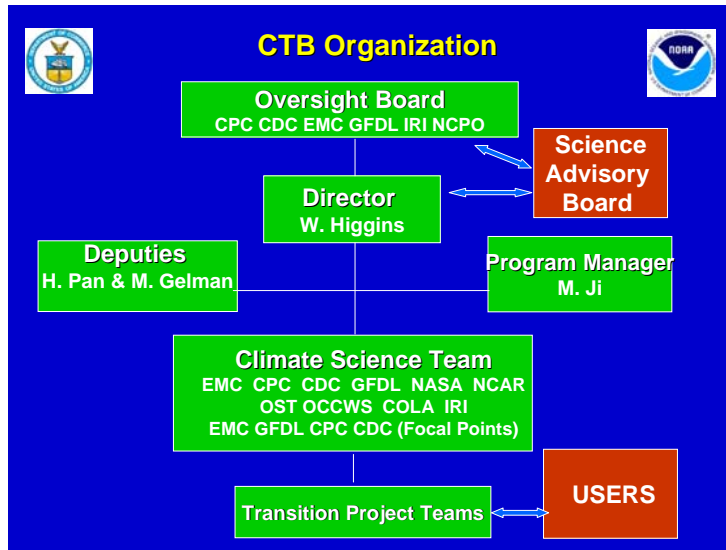 CTB Organization
NOAA
Oversight Board
CPC CDC EMC GFDL IRI NCPO
Science
Advisory
Board
Director
W. Higgins
Deputies
H. Pan & M. Gelman
Program Manager
M. Ji
Climate Science Team
EMC CPC CDC GFDL NASA NCAR
OST OCCWS COLA IRI
EMC GFDL CPC CDC (Focal Points)
USERS
Transition Project Teams